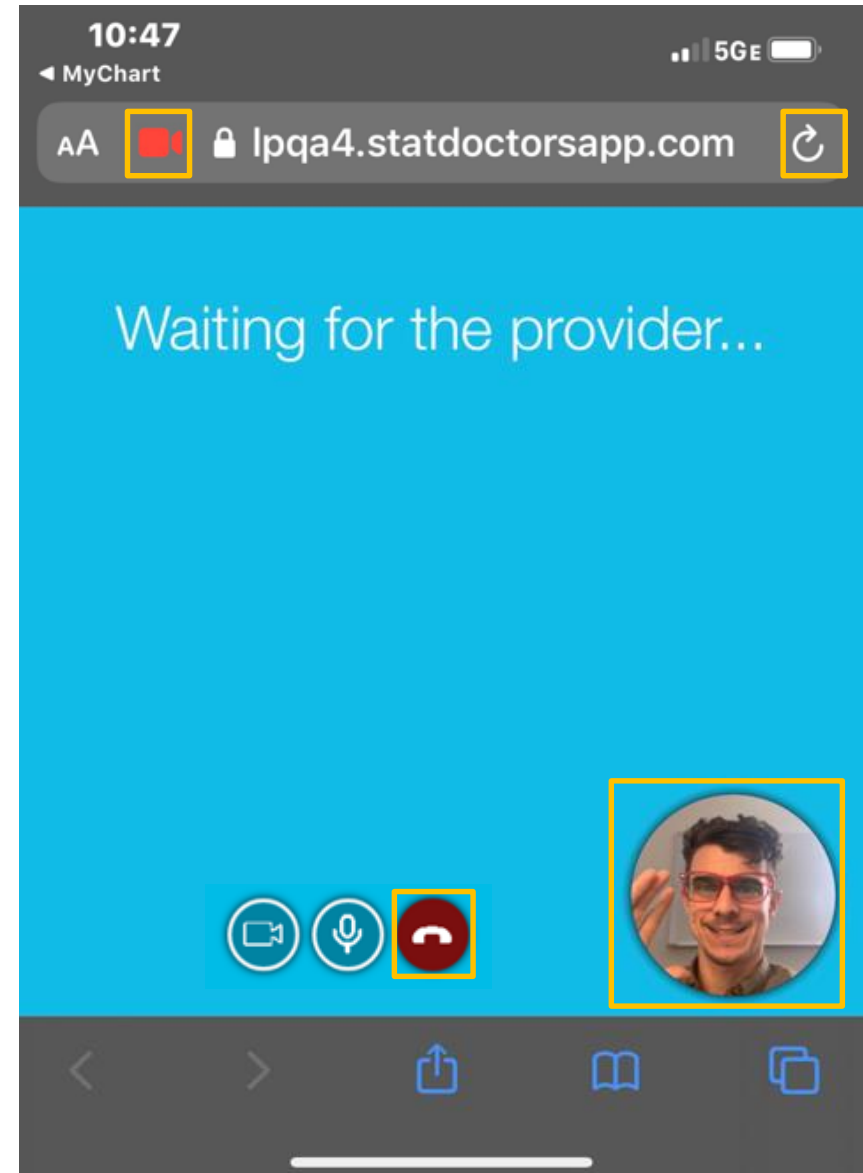 10:47
5GE
◀ MyChart
AA lpqa4.statdoctorsapp.com
Waiting for the provider...